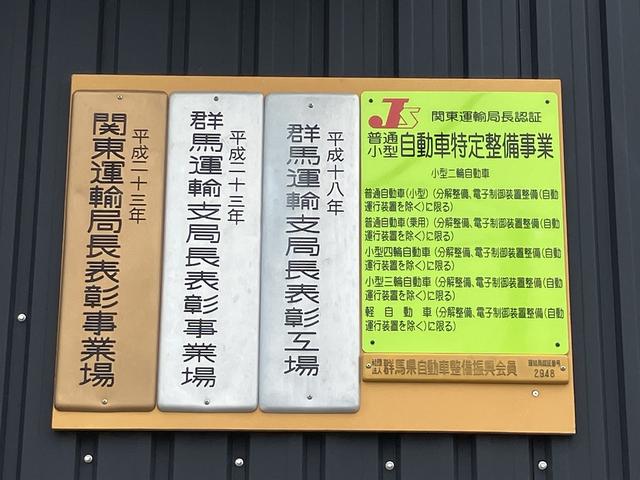 平成二十三年
関東運輸局長表彰事業場
平成二十三年
群馬運輸支局長表彰事業場
平成十八年
群馬運輸支局長表彰工場
JS
関東運輸局長認証
普通
小型
自動車特定整備事業
小型二輪自動車
普通自動車(小型)(分解整備、電子制御装置整備(自動
運行装置を除く)に限る)
普通自動車(乗用)(分解整備、電子制御装置整備(自動
運行装置を除く)に限る)
小型四輪自動車(分解整備、電子制御装置整備(自動
運行装置を除く)に限る)
小型三輪自動車(分解整備、電子制御装置整備(自動
運行装置を除く)に限る)
軽自動車(分解整備、電子制御装置整備(自動
運行装置を除く)に限る)
社団
法人
群馬県自動車整備振興会員
2948